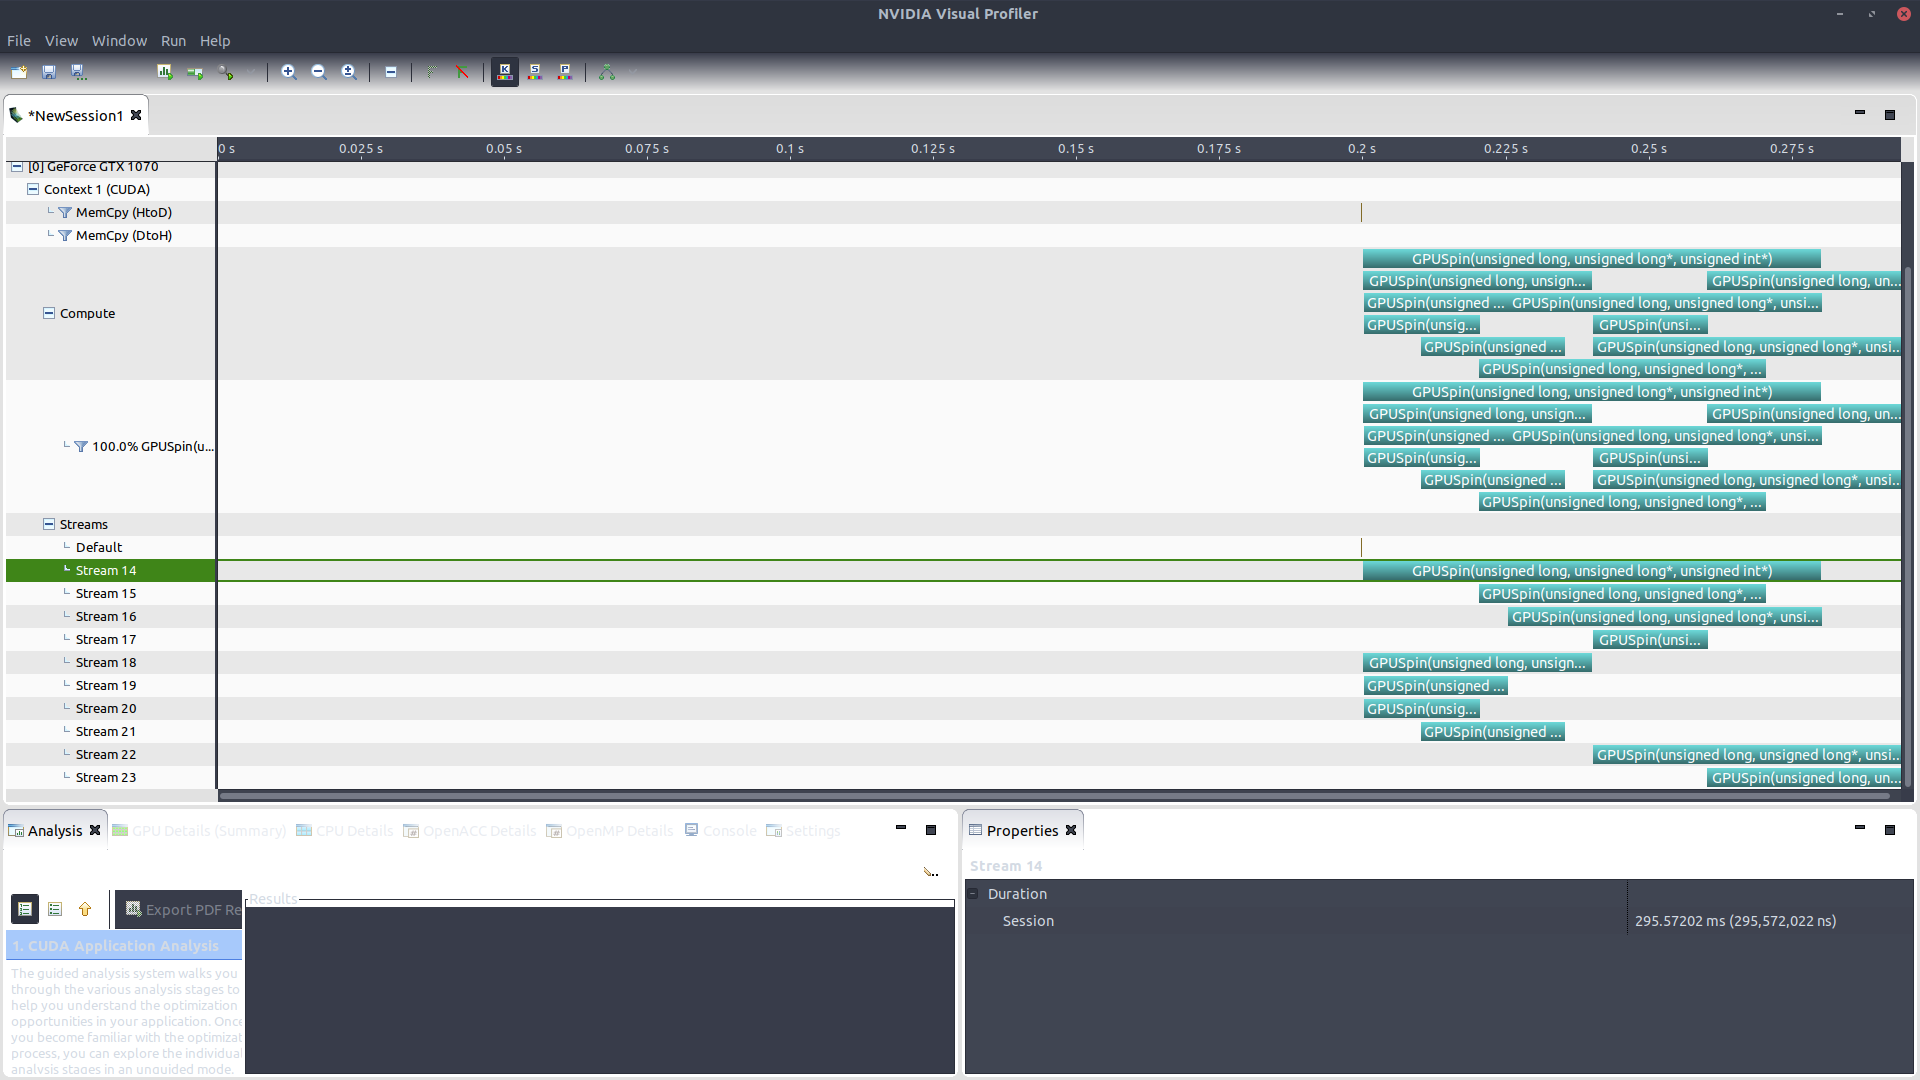 NVIDIA Visual Profiler
File View Window Run Help
*NewSession1
0 s 0.025 s 0.05 s 0.075 s 0.1 s 0.125 s 0.15 s 0.175 s 0.2 s 0.225 s 0.25 s 0.275 s
[0] GeForce GTX 1070
Context 1 (CUDA)
MemCpy (HtoD)
MemCpy (DtoH)
GPUSpin(unsigned long, unsigned long*, unsigned int*)
GPUSpin(unsigned long, unsign... GPUSpin(unsigned long, un...
GPUSpin(unsigned ... GPUSpin(unsigned long, unsigned long*, unsi...
Compute
GPUSpin(unsig... GPUSpin(unsi...
GPUSpin(unsigned ... GPUSpin(unsigned long, unsigned long*, unsi...
GPUSpin(unsigned long, unsigned long*, ...
GPUSpin(unsigned long, unsigned long*, unsigned int*)
GPUSpin(unsigned long, unsign... GPUSpin(unsigned long, un...
GPUSpin(unsigned ... GPUSpin(unsigned long, unsigned long*, unsi...
100.0% GPUSpin(u...
GPUSpin(unsig... GPUSpin(unsi...
GPUSpin(unsigned ... GPUSpin(unsigned long, unsigned long*, unsi...
GPUSpin(unsigned long, unsigned long*, ...
Streams
Default
Stream 14 GPUSpin(unsigned long, unsigned long*, unsigned int*)
Stream 15 GPUSpin(unsigned long, unsigned long*, ...
Stream 16 GPUSpin(unsigned long, unsigned long*, unsi...
Stream 17 GPUSpin(unsi...
Stream 18 GPUSpin(unsigned long, unsign...
Stream 19 GPUSpin(unsigned ...
Stream 20 GPUSpin(unsig...
Stream 21 GPUSpin(unsigned ...
Stream 22 GPUSpin(unsigned long, unsigned long*, unsi...
Stream 23 GPUSpin(unsigned long, un...
Analysis GPU Details (Summary) CPU Details OpenACC Details OpenMP Details Console Settings
Export PDF Re
Results
1. CUDA Application Analysis
The guided analysis system walks you
through the various analysis stages to
help you understand the optimization
opportunities in your application. Once
you become familiar with the optimizat
process, you can explore the individual
analysis stages in an unguided mode.
Properties
Stream 14
Duration
Session 295.57202 ms (295,572,022 ns)